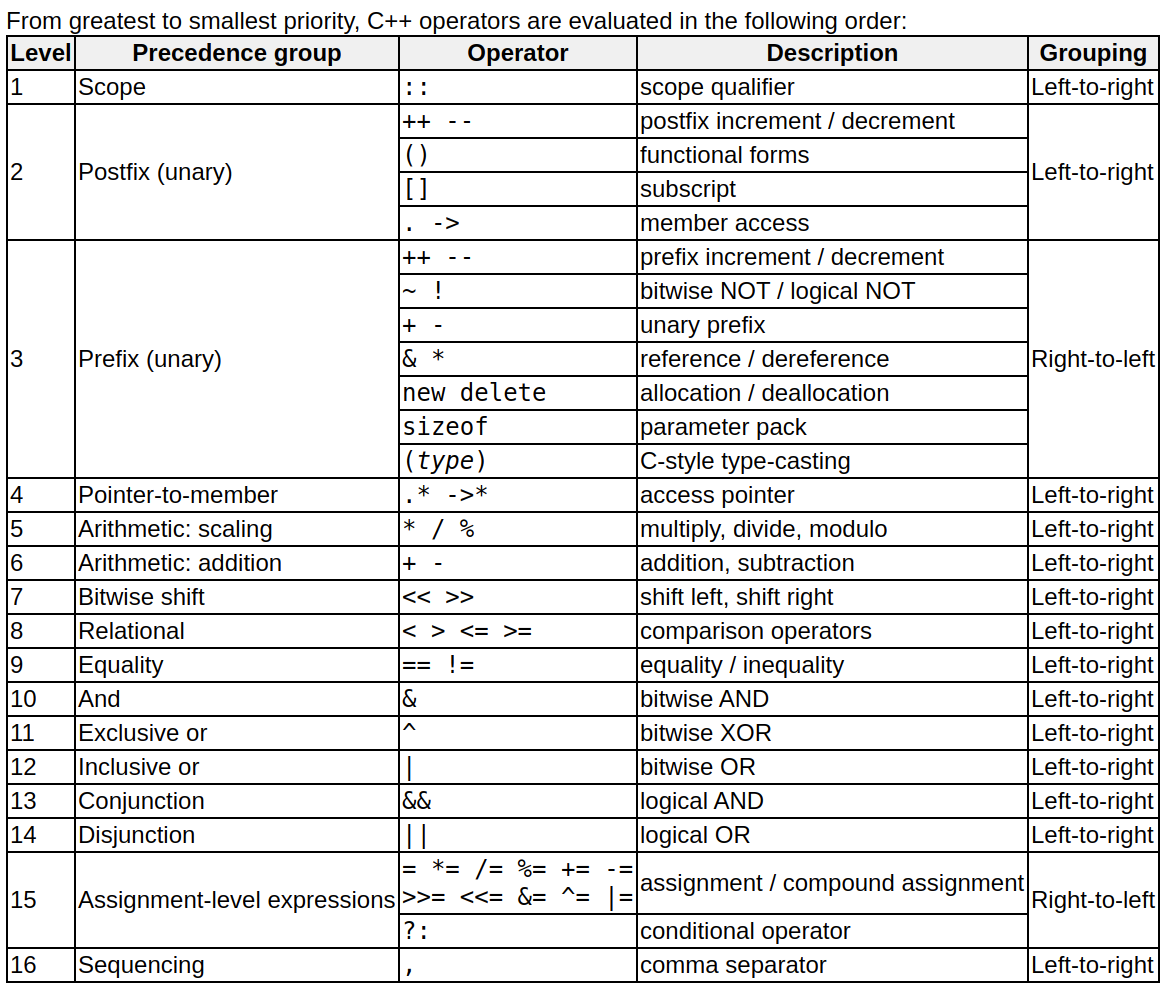 From greatest to smallest priority, C++ operators are evaluated in the following order:
Level Precedence group Operator Description Grouping
1 Scope :: scope qualifier Left-to-right
2 Postfix (unary) ++ -- postfix increment / decrement Left-to-right
() functional forms
[] subscript
. -> member access
3 Prefix (unary) ++ -- prefix increment / decrement Right-to-left
~ ! bitwise NOT / logical NOT
+ - unary prefix
& * reference / dereference
new delete allocation / deallocation
sizeof parameter pack
(type) C-style type-casting
4 Pointer-to-member .* ->* access pointer Left-to-right
5 Arithmetic: scaling * / % multiply, divide, modulo Left-to-right
6 Arithmetic: addition + - addition, subtraction Left-to-right
7 Bitwise shift << >> shift left, shift right Left-to-right
8 Relational < > <= >= comparison operators Left-to-right
9 Equality == != equality / inequality Left-to-right
10 And & bitwise AND Left-to-right
11 Exclusive or ^ bitwise XOR Left-to-right
12 Inclusive or | bitwise OR Left-to-right
13 Conjunction && logical AND Left-to-right
14 Disjunction || logical OR Left-to-right
15 Assignment-level expressions = *= /= %= += -= assignment / compound assignment Right-to-left
>>= <<= &= ^= |=
?: conditional operator
16 Sequencing , comma separator Left-to-right